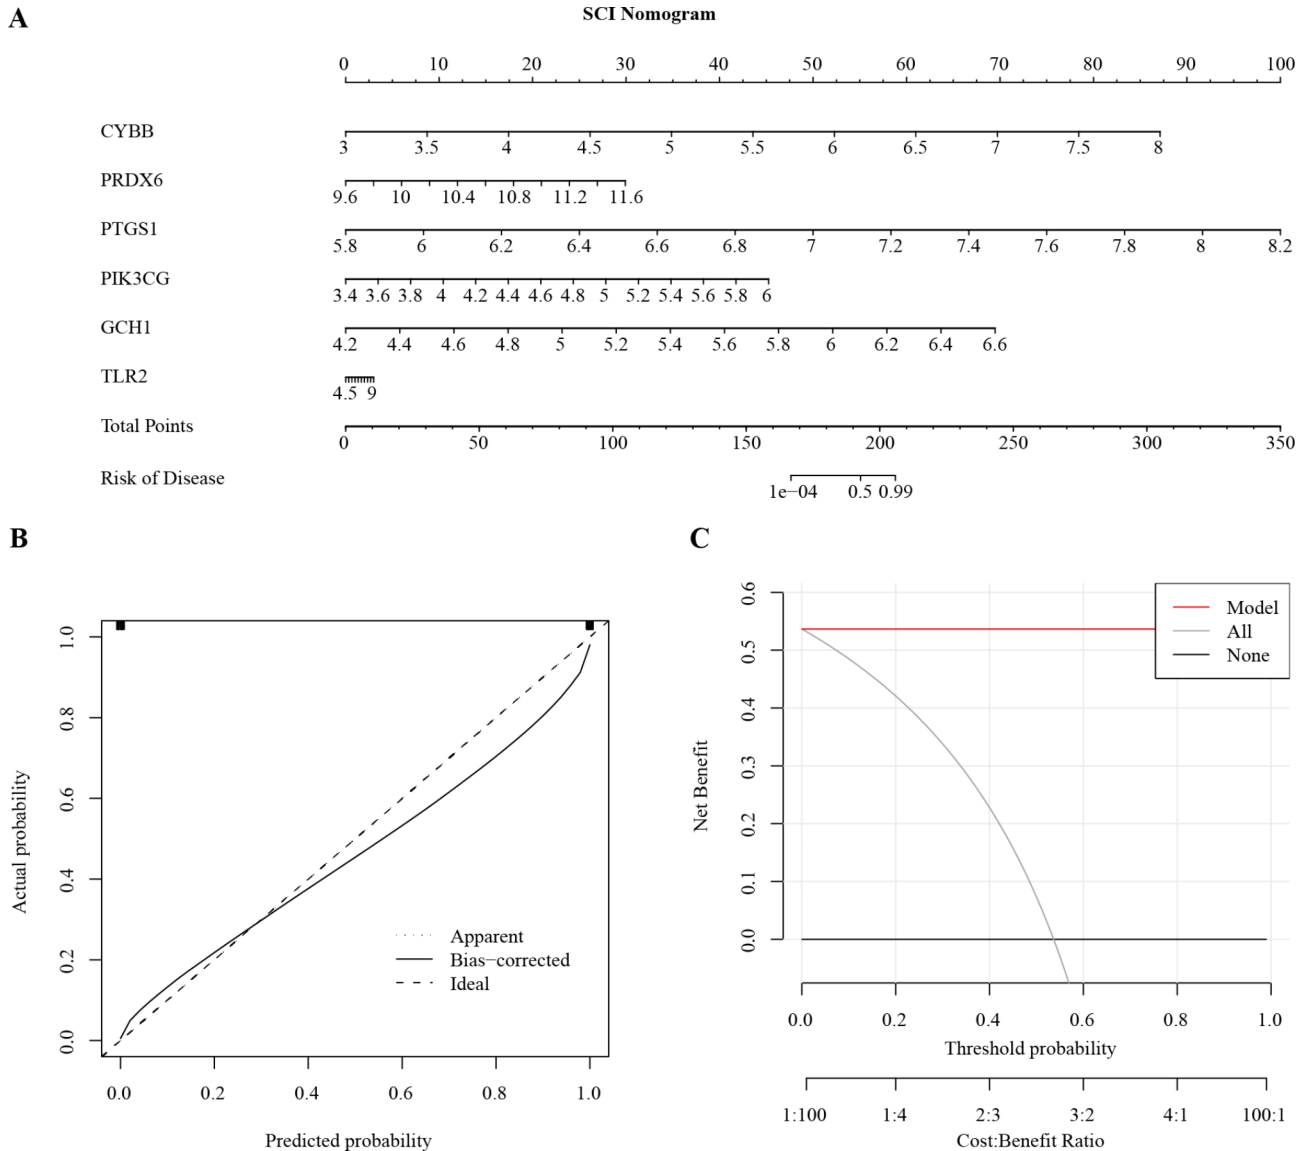 A
SCI Nomogram
0 10 20 30 40 50 60 70 80 90 100
CYBB
3 3.5 4 4.5 5 5.5 6 6.5 7 7.5 8
PRDX6
9.6 10 10.4 10.8 11.2 11.6
PTGS1
5.8 6 6.2 6.4 6.6 6.8 7 7.2 7.4 7.6 7.8 8 8.2
PIK3CG
3.4 3.6 3.8 4 4.2 4.4 4.6 4.8 5 5.2 5.4 5.6 5.8 6
GCH1
4.2 4.4 4.6 4.8 5 5.2 5.4 5.6 5.8 6 6.2 6.4 6.6
TLR2
4.5 9
Total Points
0 50 100 150 200 250 300 350
Risk of Disease
1e−04 0.5 0.99
B
Actual probability
1.0
0.8
0.6
0.4
0.2
0.0
Apparent
Bias−corrected
Ideal
0.0 0.2 0.4 0.6 0.8 1.0
Predicted probability
C
Net Benefit
0.6
0.5
0.4
0.3
0.2
0.1
0.0
Model
All
None
0.0 0.2 0.4 0.6 0.8 1.0
Threshold probability
1:100 1:4 2:3 3:2 4:1 100:1
Cost:Benefit Ratio